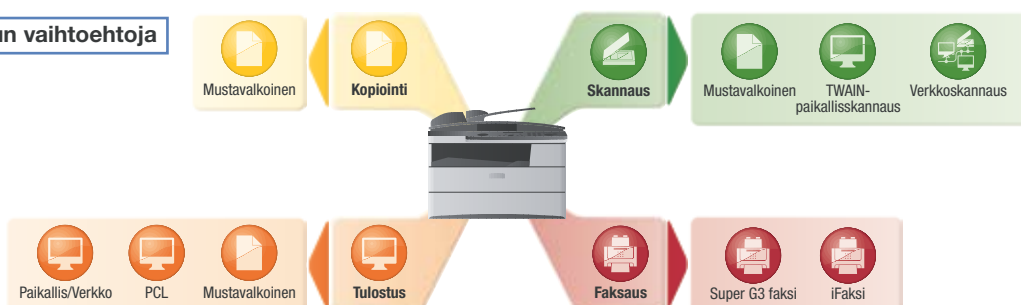 un vaihtoehtoja
Mustavalkoinen
Kopiointi
Skannaus
Mustavalkoinen
TWAIN-
paikallisskannaus
Verkkoskannaus
Paikallis/Verkko
PCL
Mustavalkoinen
Tulostus
Faksaus
Super G3 faksi
iFaksi